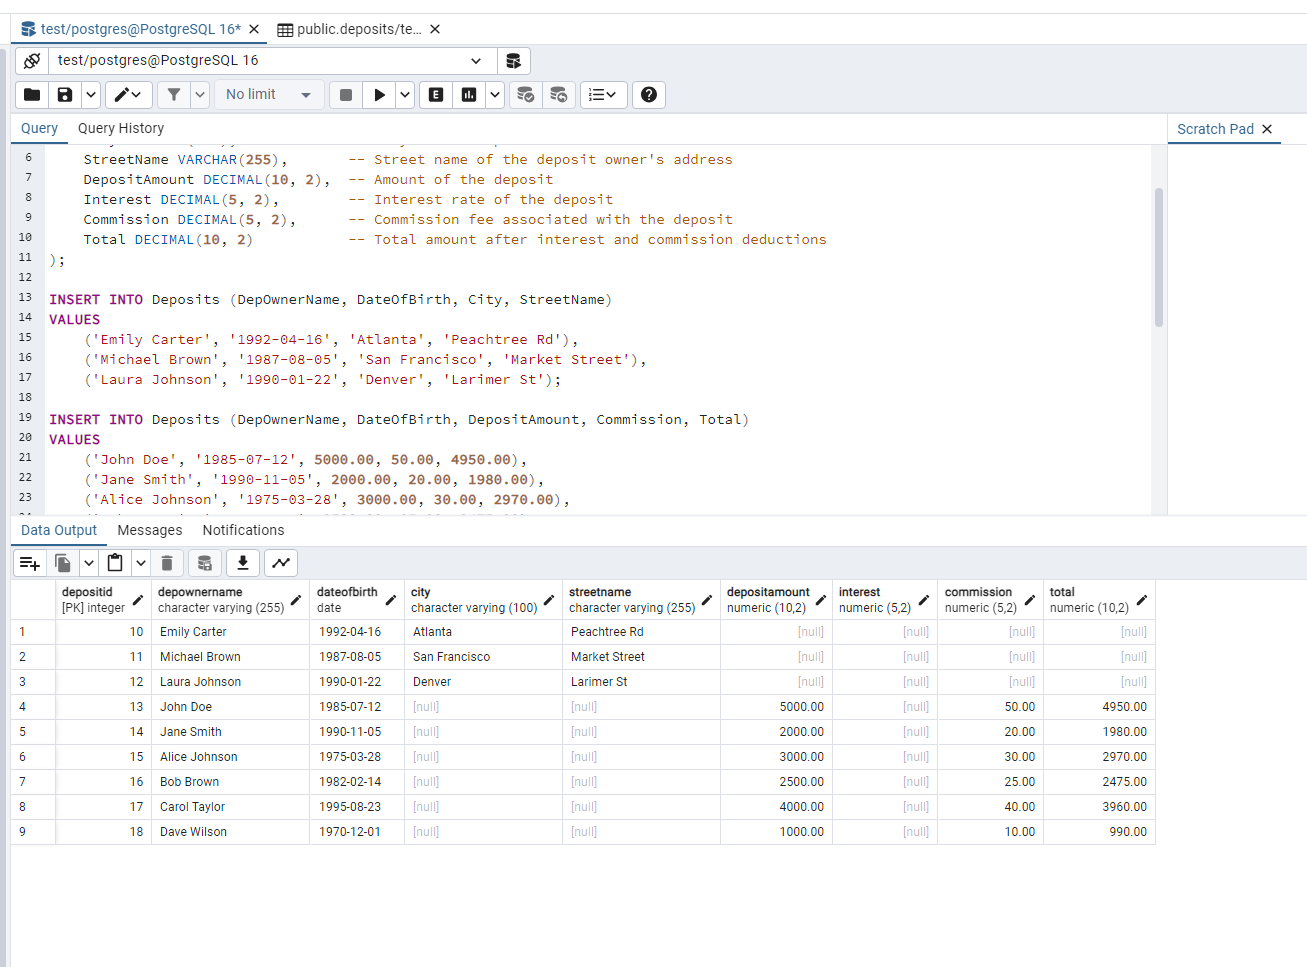 test/postgres@PostgreSQL 16* public.deposits/te...
test/postgres@PostgreSQL 16
No limit
Query Query History Scratch Pad
6 StreetName VARCHAR(255), -- Street name of the deposit owner's address
7 DepositAmount DECIMAL(10, 2), -- Amount of the deposit
8 Interest DECIMAL(5, 2), -- Interest rate of the deposit
9 Commission DECIMAL(5, 2), -- Commission fee associated with the deposit
10 Total DECIMAL(10, 2) -- Total amount after interest and commission deductions
11 );
12
13 INSERT INTO Deposits (DepOwnerName, DateOfBirth, City, StreetName)
14 VALUES
15 ('Emily Carter', '1992-04-16', 'Atlanta', 'Peachtree Rd'),
16 ('Michael Brown', '1987-08-05', 'San Francisco', 'Market Street'),
17 ('Laura Johnson', '1990-01-22', 'Denver', 'Larimer St');
18
19 INSERT INTO Deposits (DepOwnerName, DateOfBirth, DepositAmount, Commission, Total)
20 VALUES
21 ('John Doe', '1985-07-12', 5000.00, 50.00, 4950.00),
22 ('Jane Smith', '1990-11-05', 2000.00, 20.00, 1980.00),
23 ('Alice Johnson', '1975-03-28', 3000.00, 30.00, 2970.00),
Data Output Messages Notifications
depositid depownername dateofbirth city streetname depositamount interest commission total
[PK] integer character varying (255) date character varying (100) character varying (255) numeric (10,2) numeric (5,2) numeric (5,2) numeric (10,2)
1 10 Emily Carter 1992-04-16 Atlanta Peachtree Rd [null] [null] [null] [null]
2 11 Michael Brown 1987-08-05 San Francisco Market Street [null] [null] [null] [null]
3 12 Laura Johnson 1990-01-22 Denver Larimer St [null] [null] [null] [null]
4 13 John Doe 1985-07-12 [null] [null] 5000.00 [null] 50.00 4950.00
5 14 Jane Smith 1990-11-05 [null] [null] 2000.00 [null] 20.00 1980.00
6 15 Alice Johnson 1975-03-28 [null] [null] 3000.00 [null] 30.00 2970.00
7 16 Bob Brown 1982-02-14 [null] [null] 2500.00 [null] 25.00 2475.00
8 17 Carol Taylor 1995-08-23 [null] [null] 4000.00 [null] 40.00 3960.00
9 18 Dave Wilson 1970-12-01 [null] [null] 1000.00 [null] 10.00 990.00